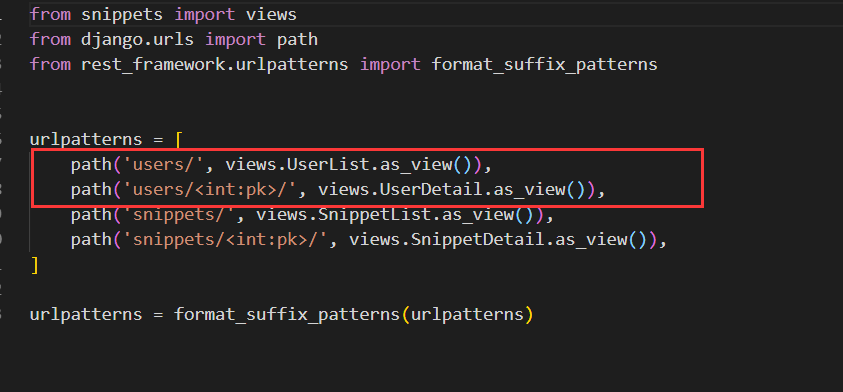 from snippets import views
from django.urls import path
from rest_framework.urlpatterns import format_suffix_patterns
urlpatterns = [
    path('users/', views.UserList.as_view()),
    path('users/<int:pk>/', views.UserDetail.as_view()),
    path('snippets/', views.SnippetList.as_view()),
    path('snippets/<int:pk>/', views.SnippetDetail.as_view()),
]
urlpatterns = format_suffix_patterns(urlpatterns)